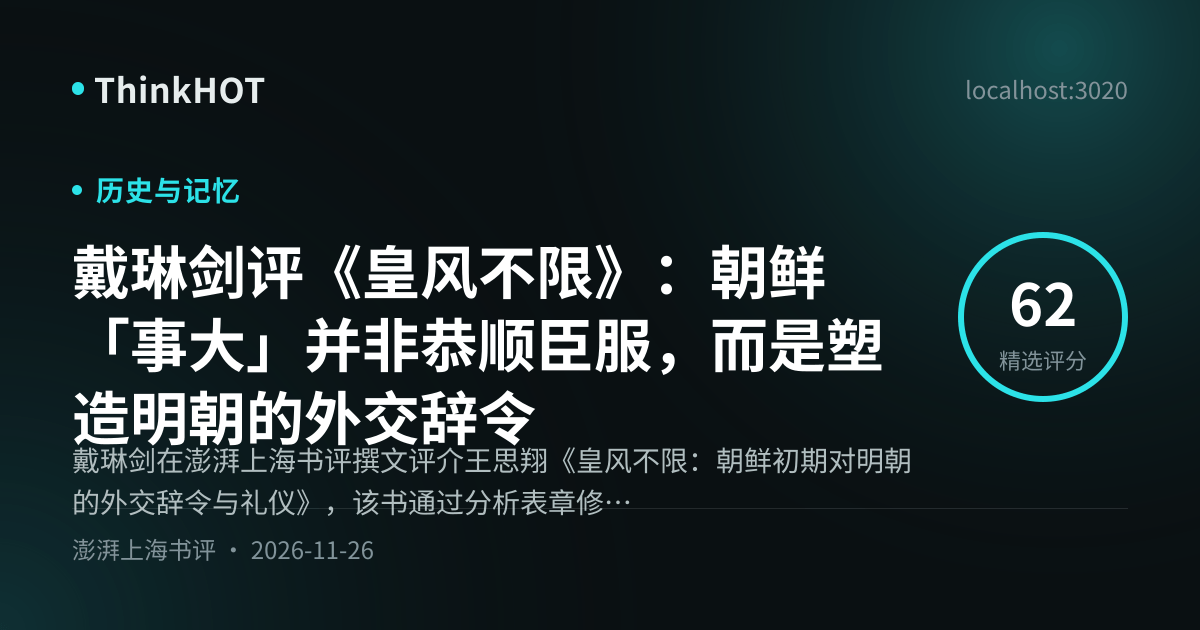 ThinkHOT
localhost:3020
历史与记忆
戴琳剑评《皇风不限》：朝鲜
「事大」并非恭顺臣服，而是塑
造明朝的外交辞令
62
精选评分
戴琳剑在澎湃上海书评撰文评介王思翔《皇风不限：朝鲜初期对明朝
的外交辞令与礼仪》，该书通过分析表章修…
澎湃上海书评 · 2026-11-26